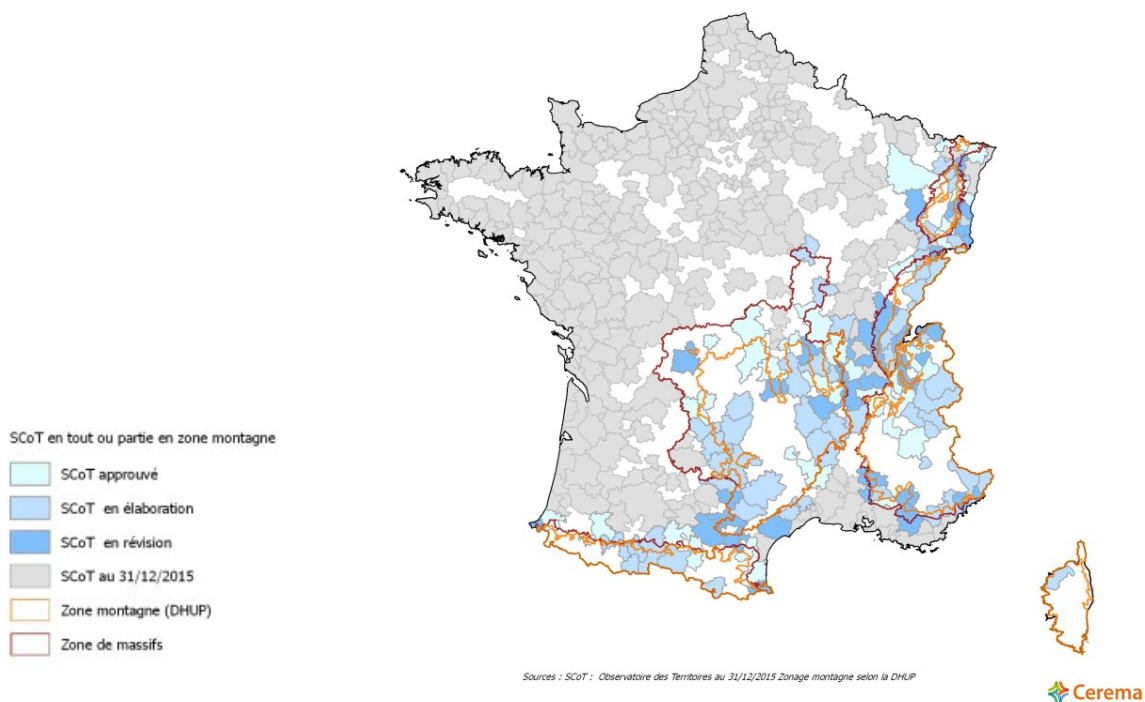 SCoT en tout ou partie en zone montagne
SCoT approuvé
SCoT en élaboration
SCoT en révision
SCoT au 31/12/2015
Zone montagne (DHUP)
Zone de massifs
Sources : SCoT : Observatoire des Territoires au 31/12/2015 Zonage montagne selon la DHUP
Cerema